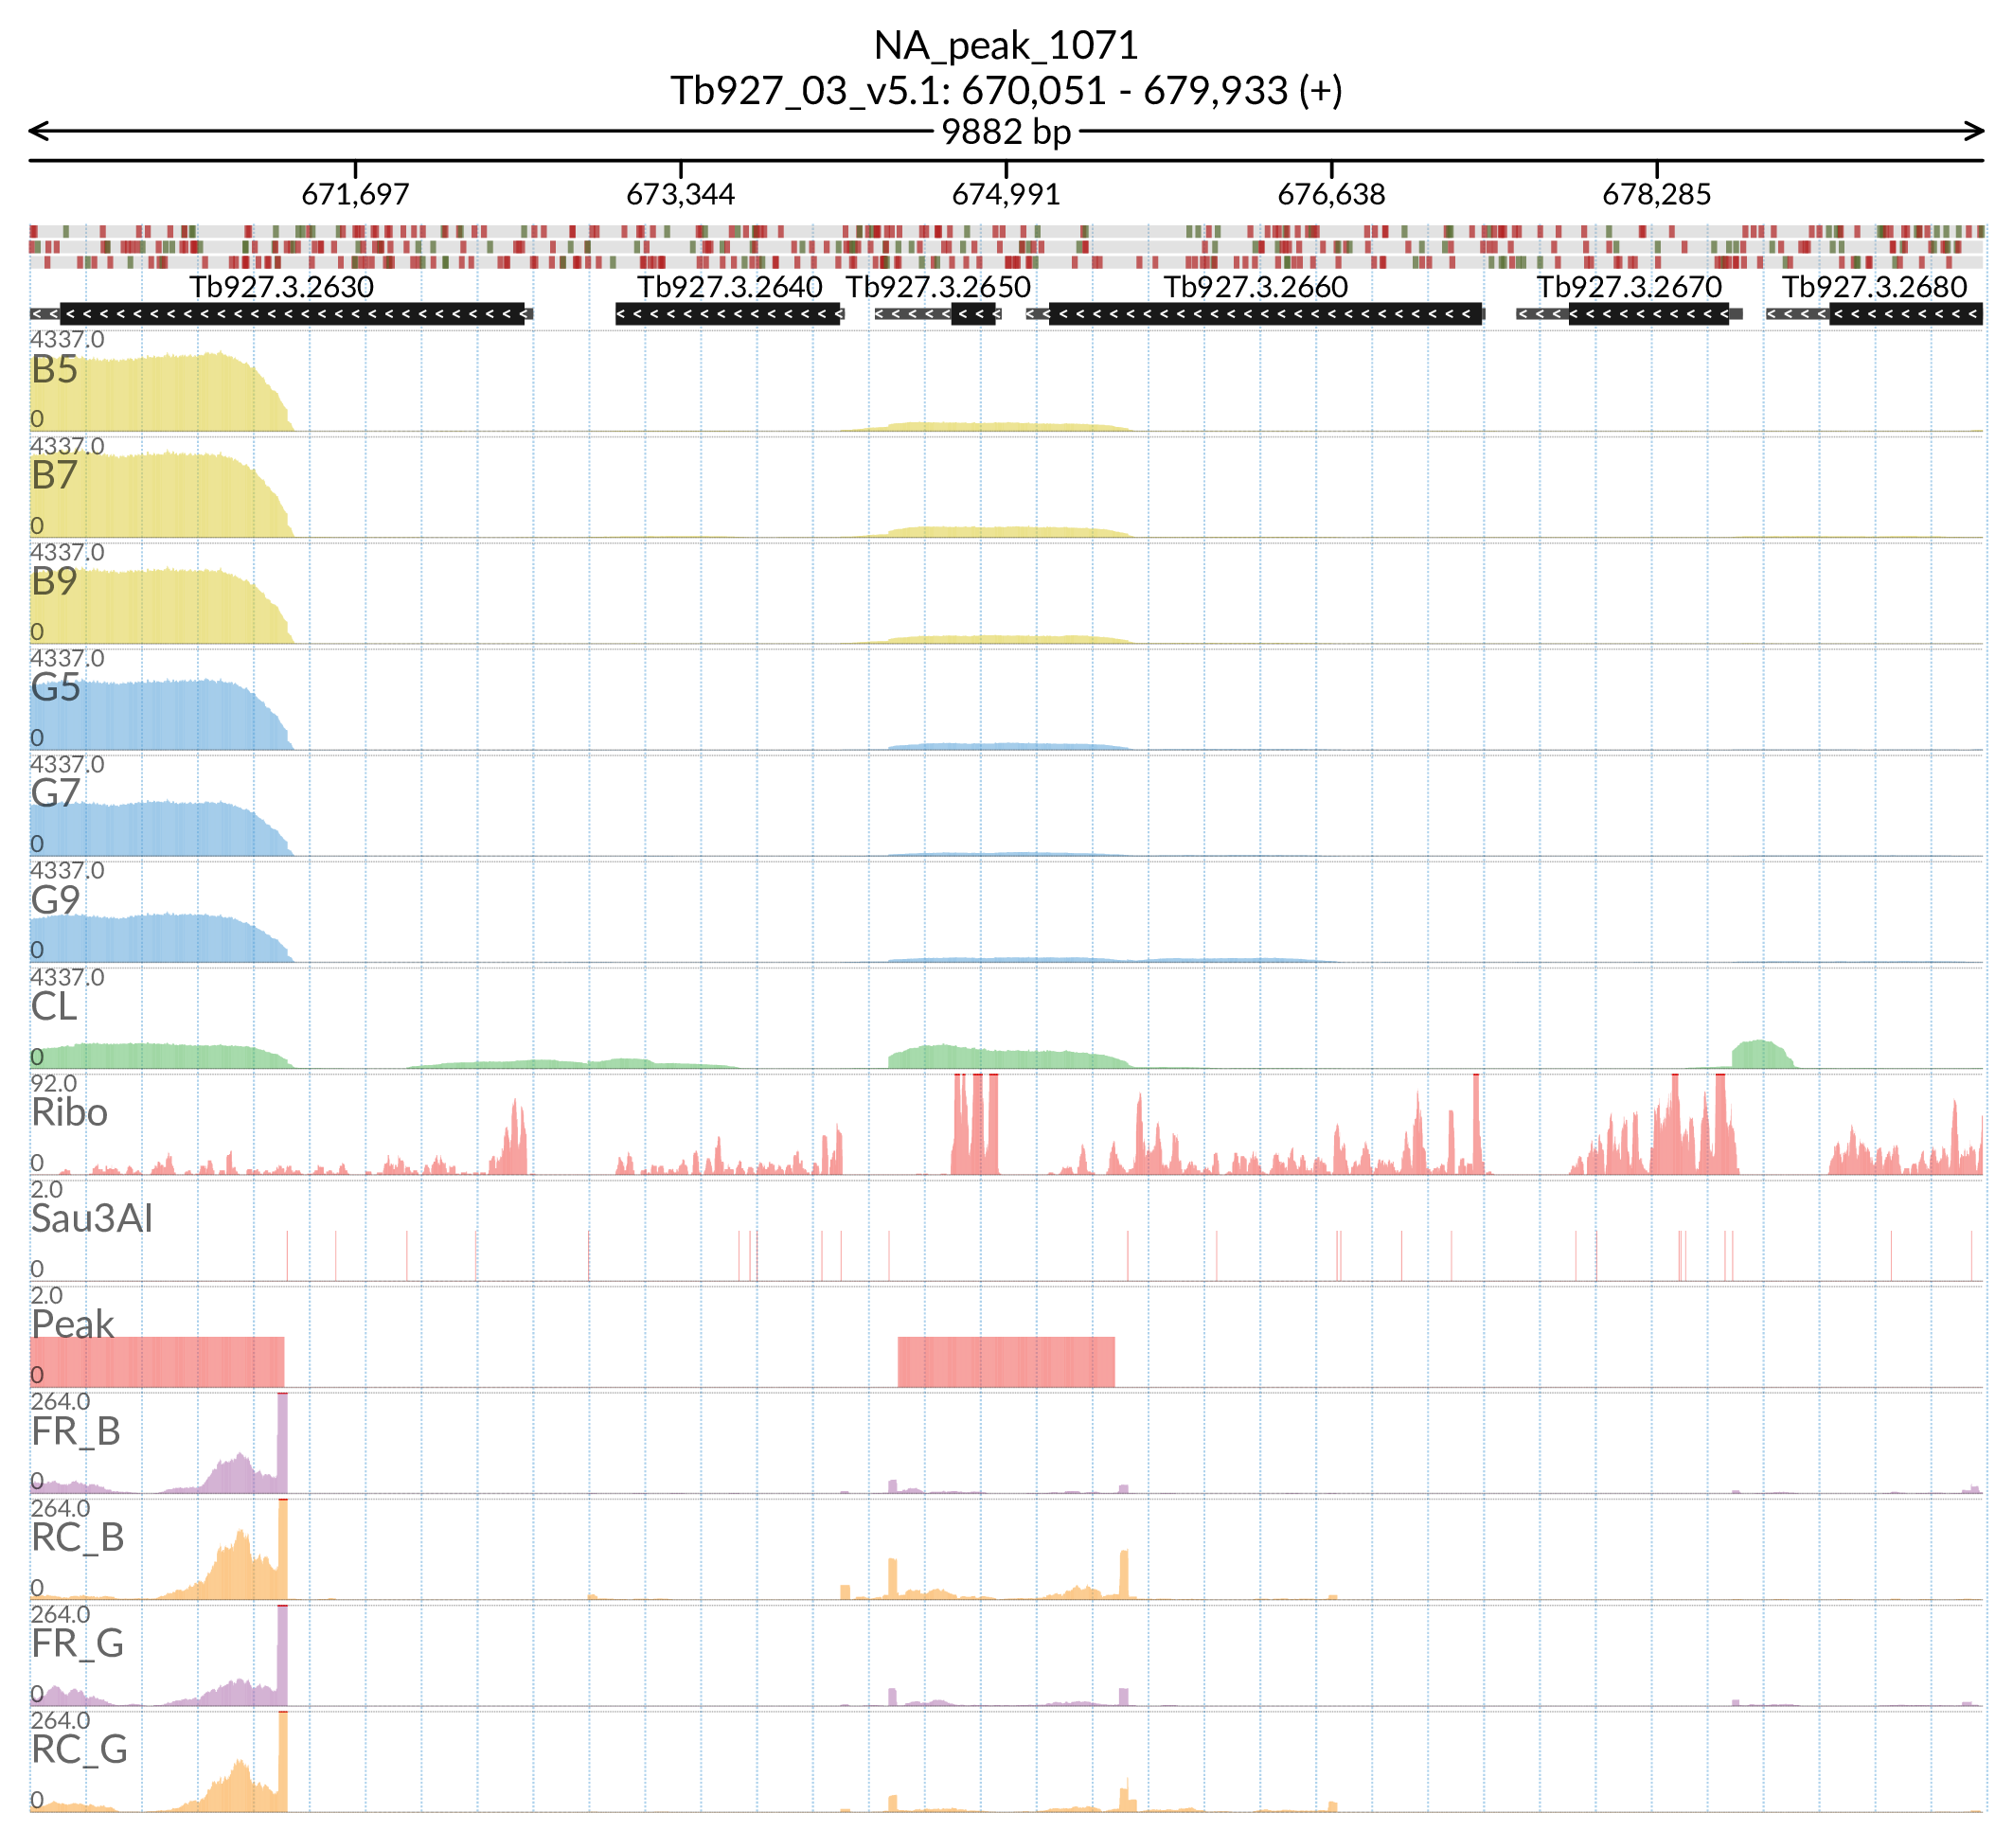 NA_peak_1071
Tb927_03_v5.1: 670,051 - 679,933 (+)
9882 bp
671,697 673,344 674,991 676,638 678,285
Tb927.3.2630 Tb927.3.2640 Tb927.3.2650 Tb927.3.2660 Tb927.3.2670 Tb927.3.2680
4337.0
B5
0
4337.0
B7
0
4337.0
B9
0
4337.0
G5
0
4337.0
G7
0
4337.0
G9
0
4337.0
CL
0
92.0
Ribo
0
2.0
Sau3AI
0
2.0
Peak
0
264.0
FR_B
0
264.0
RC_B
0
264.0
FR_G
0
264.0
RC_G
0